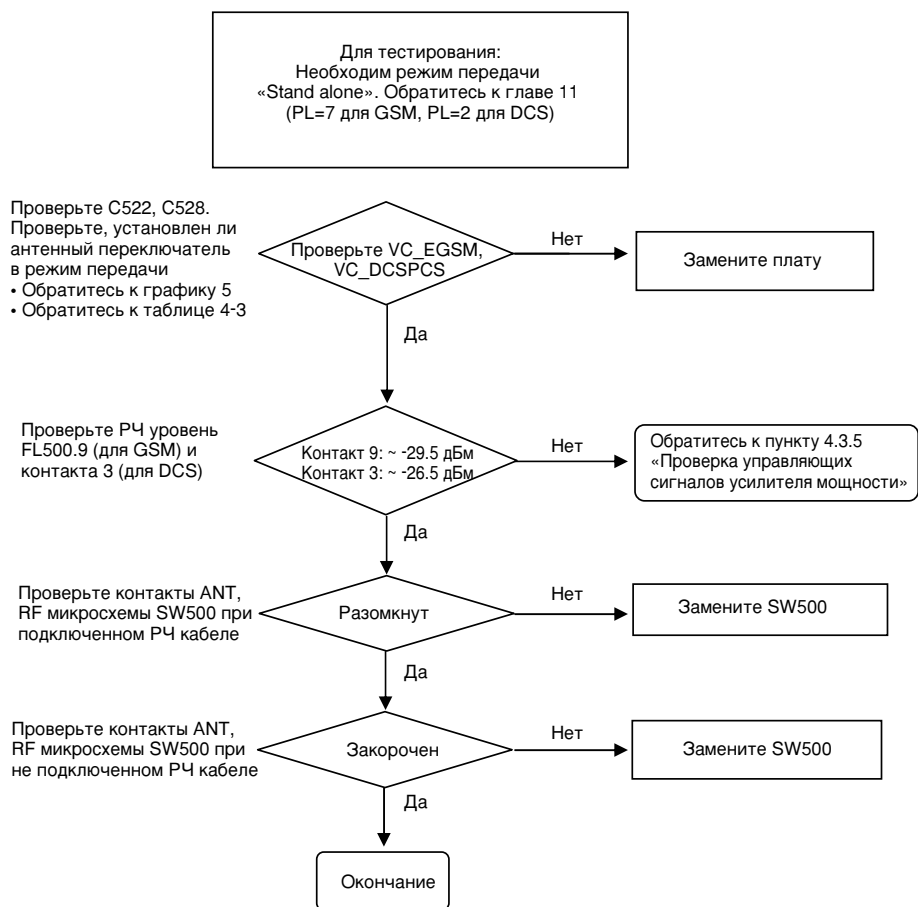 Для тестирования:
Необходим режим передачи
«Stand alone». Обратитесь к главе 11
(PL=7 для GSM, PL=2 для DCS)
Проверьте C522, C528.
Проверьте, установлен ли
антенный переключатель
в режим передачи
• Обратитесь к графику 5
• Обратитесь к таблице 4-3
Проверьте VC_EGSM,
VC_DCSPCS
Нет
Замените плату
Да
Проверьте РЧ уровень
FL500.9 (для GSM) и
контакта 3 (для DCS)
Контакт 9: ~ -29.5 дБм
Контакт 3: ~ -26.5 дБм
Нет
Обратитесь к пункту 4.3.5
«Проверка управляющих
сигналов усилителя мощности»
Да
Проверьте контакты ANT,
RF микросхемы SW500 при
подключенном РЧ кабеле
Разомкнут
Нет
Замените SW500
Да
Проверьте контакты ANT,
RF микросхемы SW500 при
не подключенном РЧ кабеле
Закорочен
Нет
Замените SW500
Да
Окончание